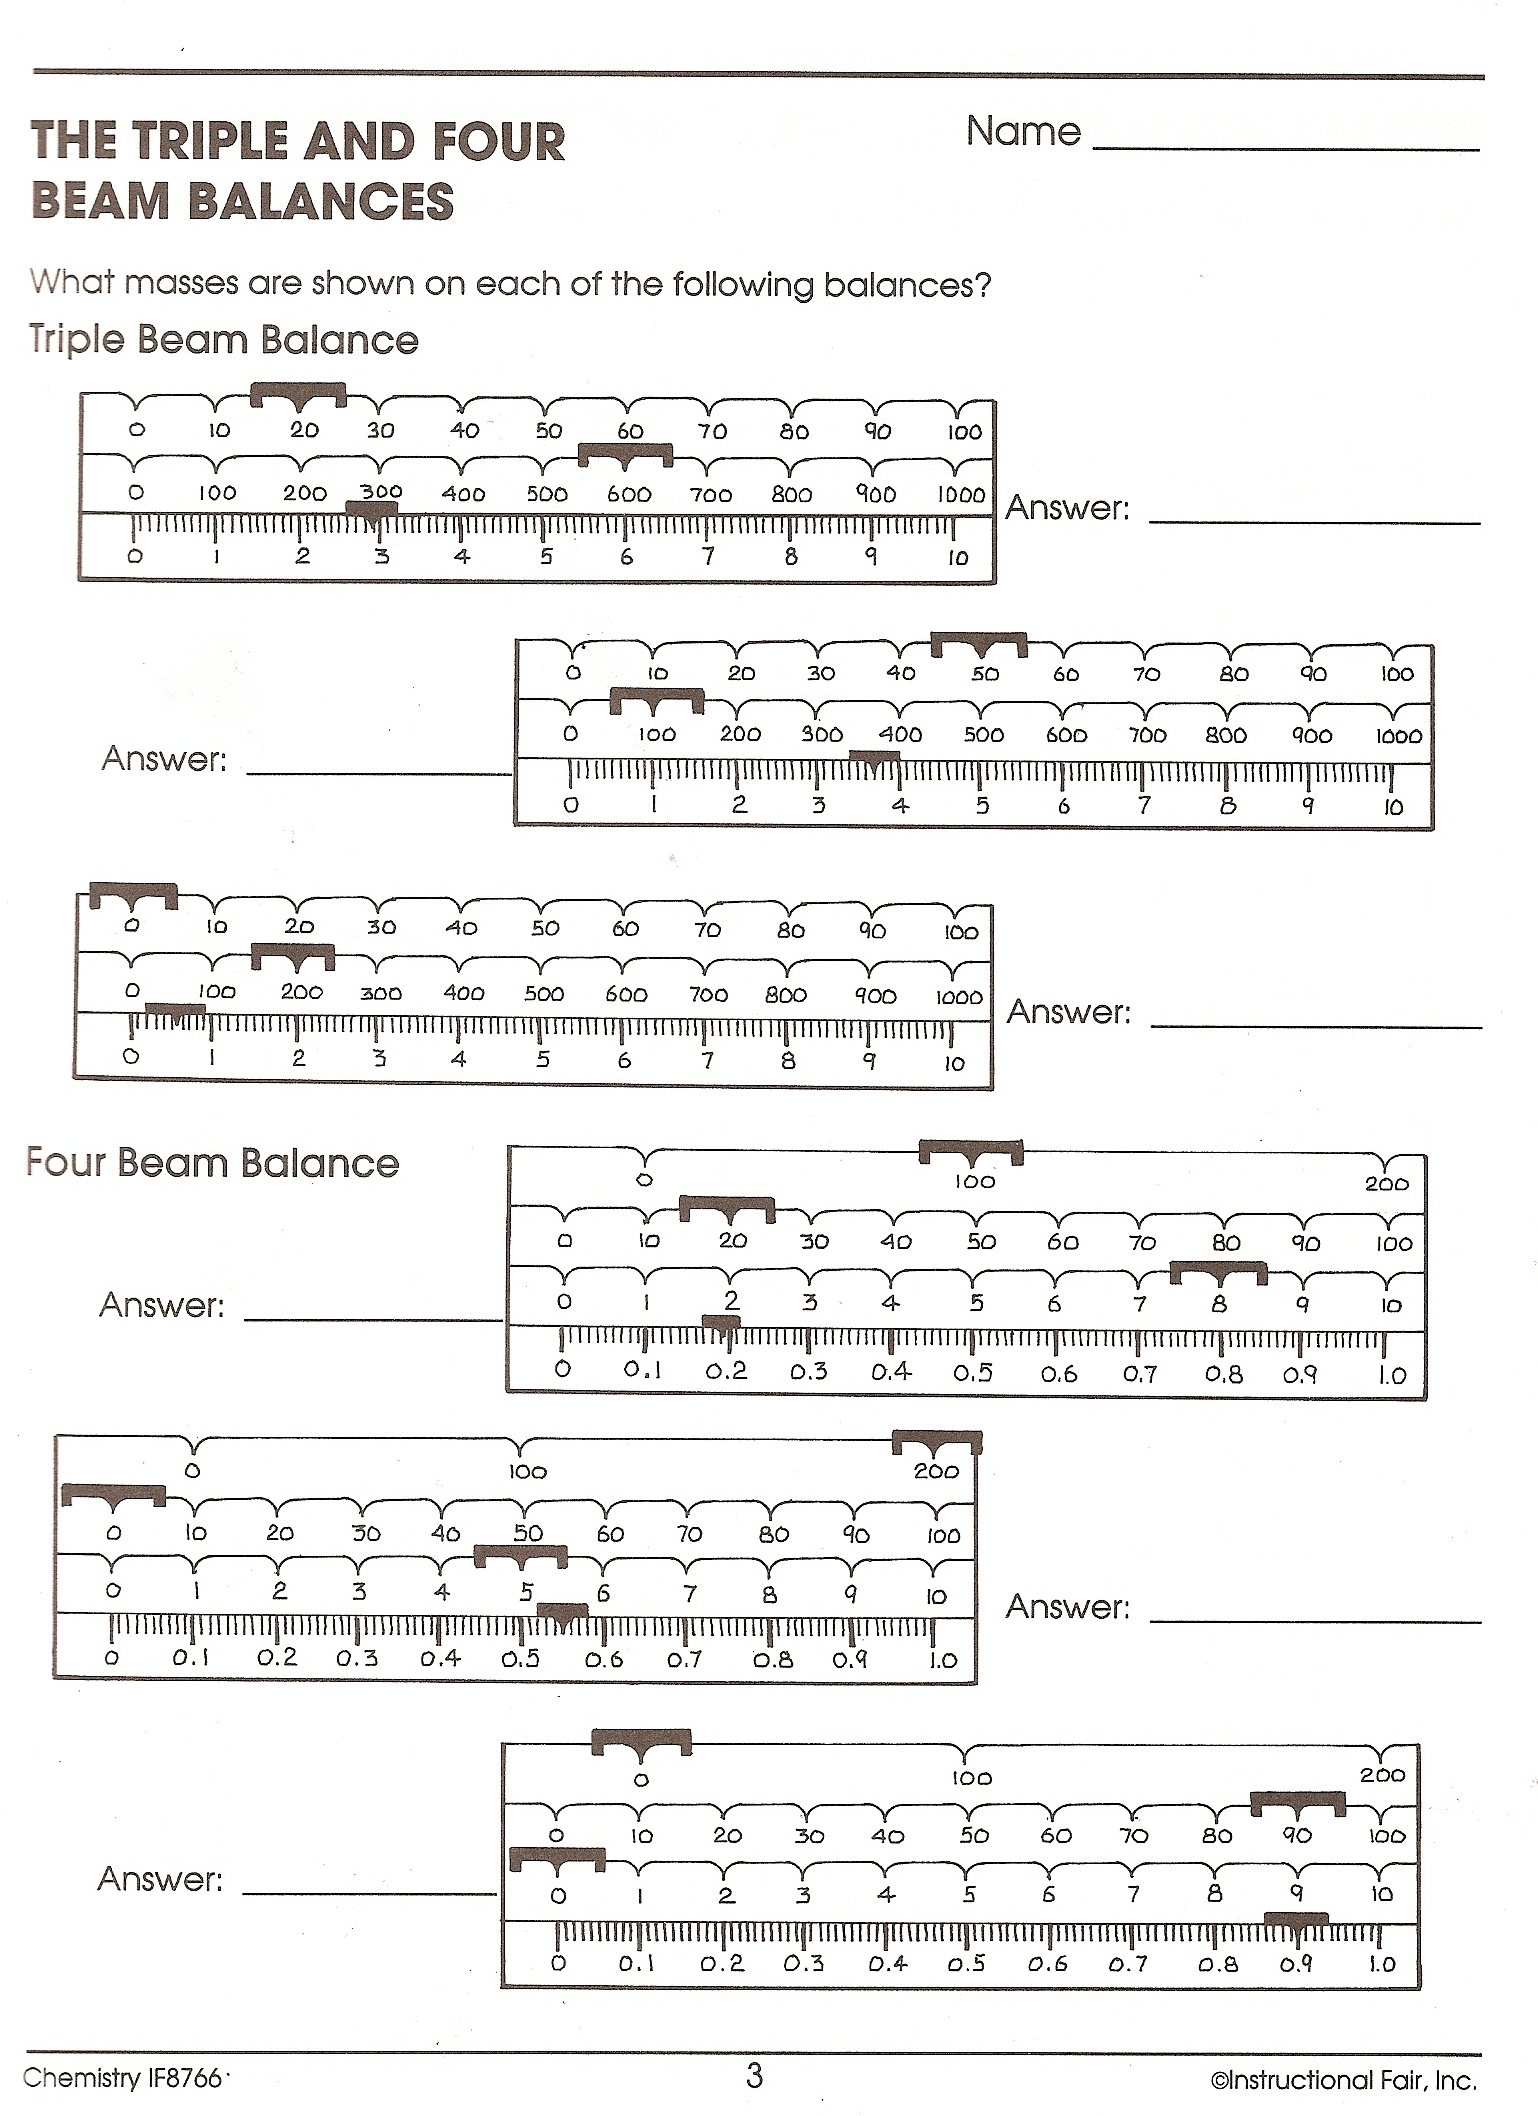 THE TRIPLE AND FOUR
BEAM BALANCES
Name
What masses are shown on each of the following balances?
Triple Beam Balance
0 10 20 30 40 50 60 70 80 90 100
0 100 200 300 400 500 600 700 800 900 1000
0 1 2 3 4 5 6 7 8 9 10
Answer:
0 10 20 30 40 50 60 70 80 90 100
0 100 200 300 400 500 600 700 800 900 1000
0 1 2 3 4 5 6 7 8 9 10
Answer:
0 10 20 30 40 50 60 70 80 90 100
0 100 200 300 400 500 600 700 800 900 1000
0 1 2 3 4 5 6 7 8 9 10
Answer:
Four Beam Balance
0 100 200
0 10 20 30 40 50 60 70 80 90 100
0 1 2 3 4 5 6 7 8 9 10
0 0.1 0.2 0.3 0.4 0.5 0.6 0.7 0.8 0.9 1.0
Answer:
0 100 200
0 10 20 30 40 50 60 70 80 90 100
0 1 2 3 4 5 6 7 8 9 10
0 0.1 0.2 0.3 0.4 0.5 0.6 0.7 0.8 0.9 1.0
Answer:
0 100 200
0 10 20 30 40 50 60 70 80 90 100
0 1 2 3 4 5 6 7 8 9 10
0 0.1 0.2 0.3 0.4 0.5 0.6 0.7 0.8 0.9 1.0
Answer:
Chemistry IF8766
3
©Instructional Fair, Inc.